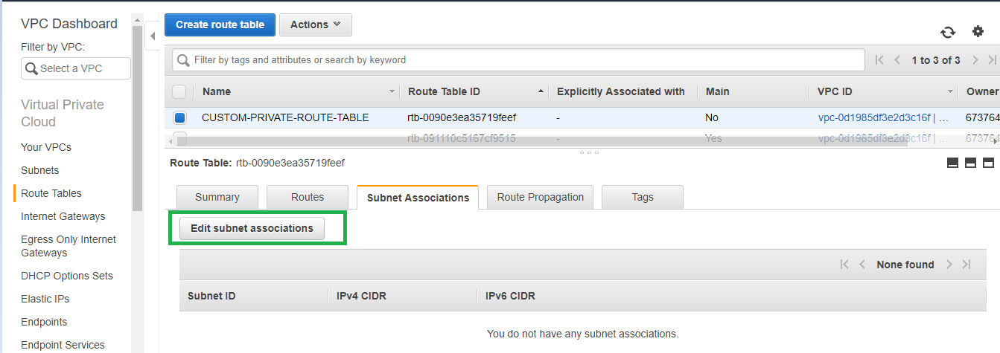 VPC Dashboard
Filter by VPC:
Select a VPC
Virtual Private
Cloud
Your VPCs
Subnets
Route Tables
Internet Gateways
Egress Only Internet
Gateways
DHCP Options Sets
Elastic IPs
Endpoints
Endpoint Services
Create route table Actions
Filter by tags and attributes or search by keyword 1 to 3 of 3
Name Route Table ID Explicitly Associated with Main VPC ID Owner
CUSTOM-PRIVATE-ROUTE-TABLE rtb-0090e3ea35719feef - No vpc-0d1985df3e2d3c16f | ... 673764
rtb-091110c5167cf9515 - Yes vpc-0d1985df3e2d3c16f | ... 673764
Route Table: rtb-0090e3ea35719feef
Summary Routes Subnet Associations Route Propagation Tags
Edit subnet associations
None found
Subnet ID IPv4 CIDR IPv6 CIDR
You do not have any subnet associations.